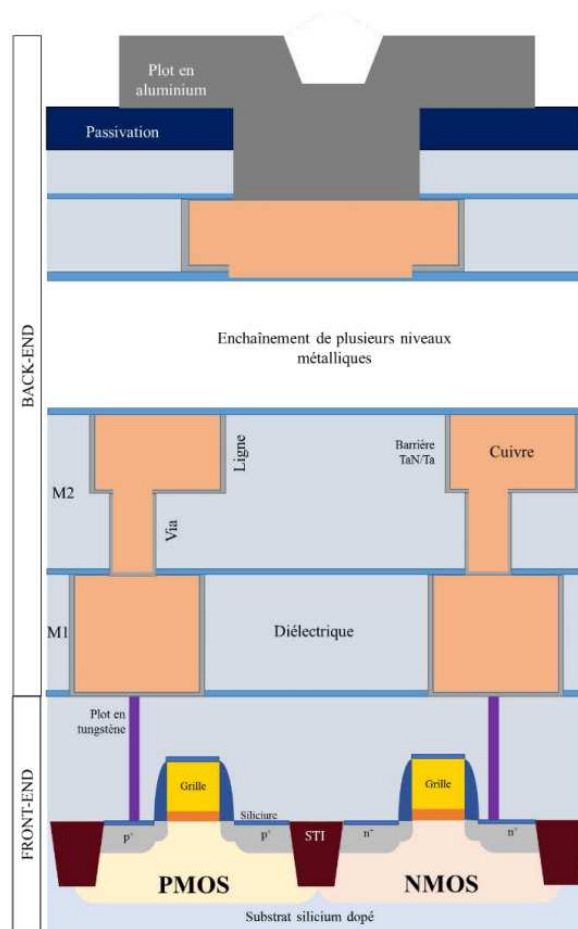 Plot en
aluminium
Passivation
BACK-END
Enchaînement de plusieurs niveaux
métalliques
M2
Ligne
Via
Barrière
TaN/Ta
Cuivre
M1
Diélectrique
FRONT-END
Plot en
tungstène
Grille
Grille
Siliciure
p⁺
p⁺
STI
n⁺
n⁺
PMOS
NMOS
Substrat silicium dopé